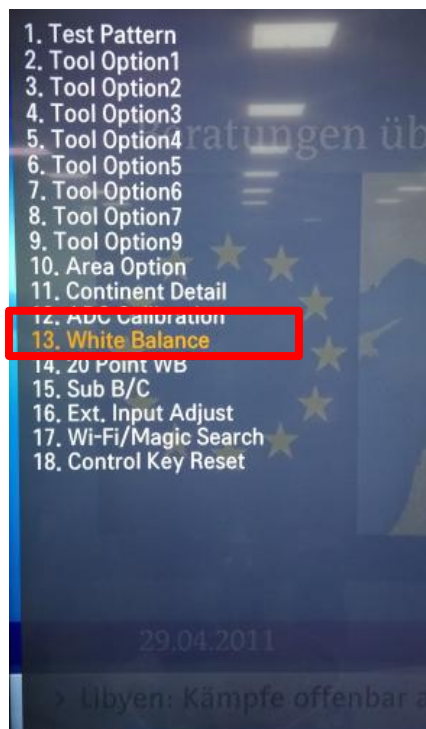 1. Test Pattern
2. Tool Option1
3. Tool Option2
4. Tool Option3
5. Tool Option4
6. Tool Option5
7. Tool Option6
8. Tool Option7
9. Tool Option9
10. Area Option
11. Continent Detail
12. ADC Calibration
13. White Balance
14. 20 Point WB
15. Sub B/C
16. Ext. Input Adjust
17. Wi-Fi/Magic Search
18. Control Key Reset
29.04.2011
> Libyen: Kämpfe offenbar